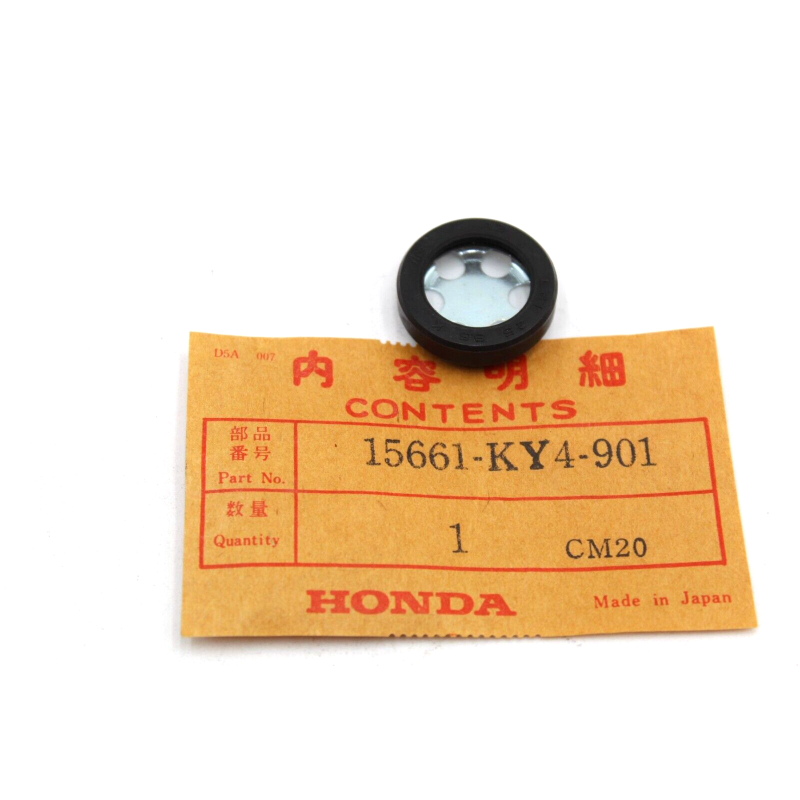 D5A 007
内容明細
CONTENTS
部品
番号
Part No.
15661-KY4-901
数量
Quantity
1
CM20
HONDA
Made in Japan